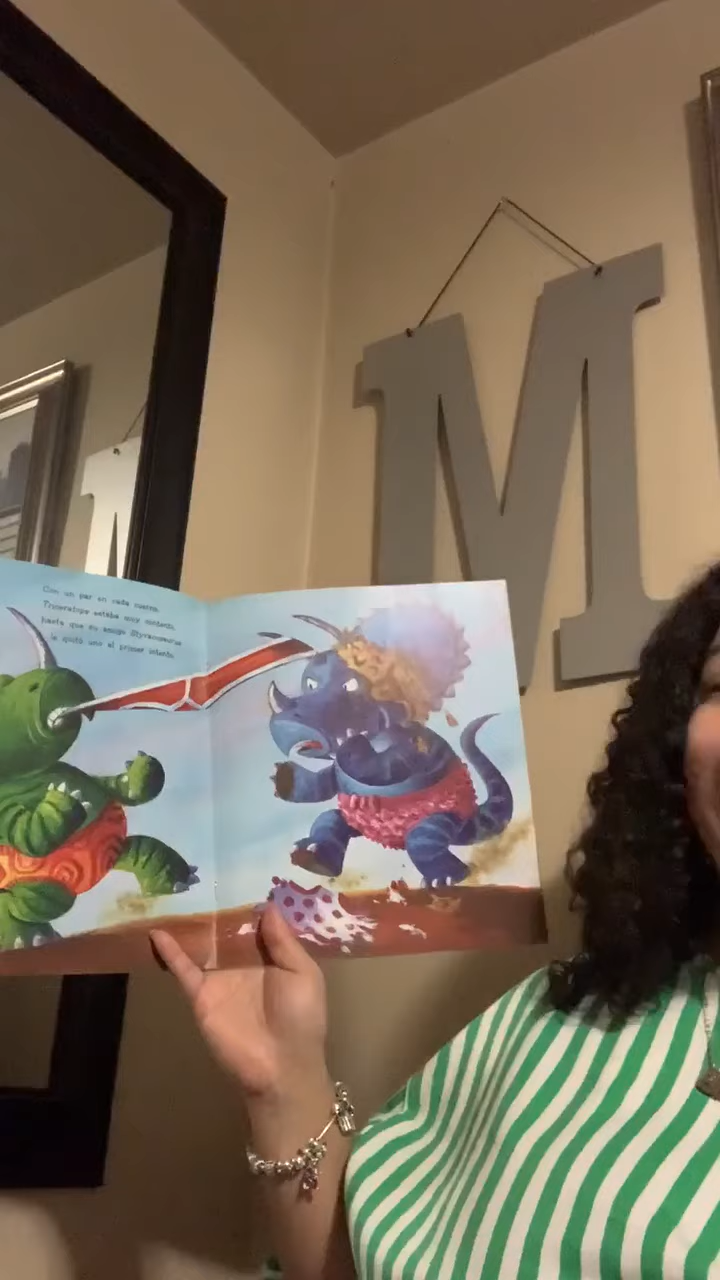 Con un par en cada cuerno,
Triceratops estaba muy contento,
hasta que su amigo Styracosaurus
le quitó uno al primer intento.
M